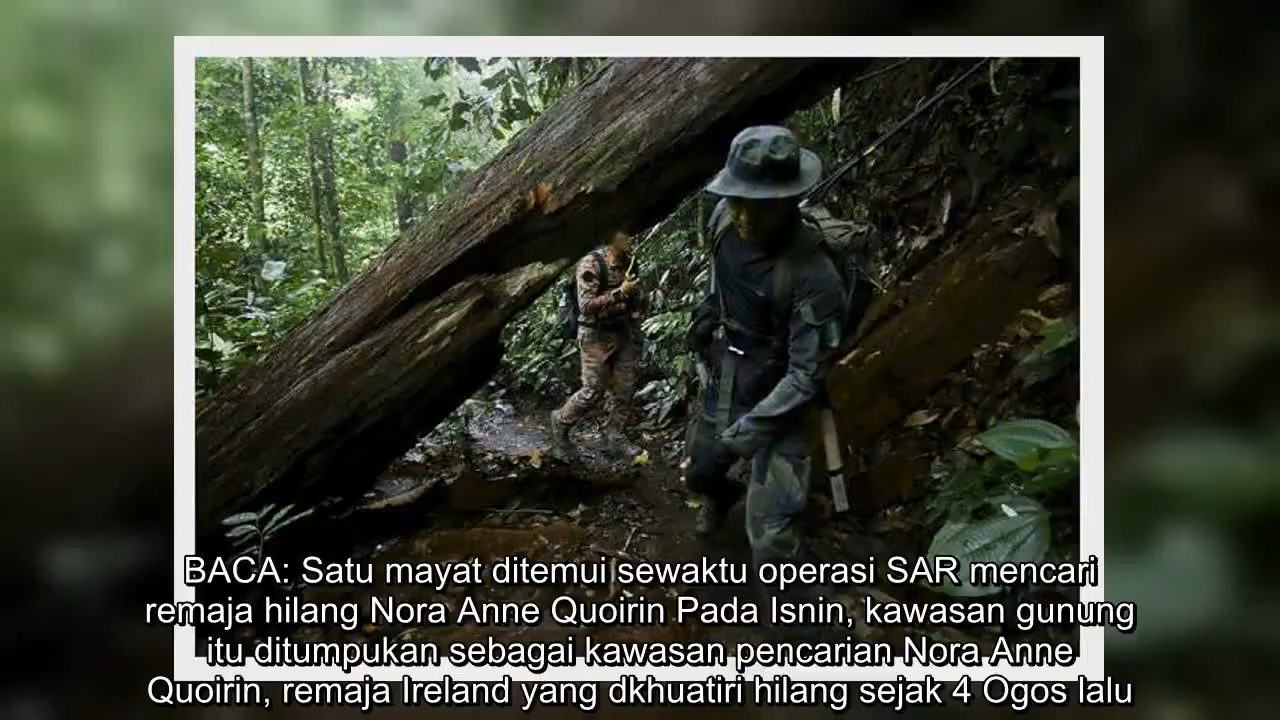 BACA: Satu mayat ditemui sewaktu operasi SAR mencari
remaja hilang Nora Anne Quoirin Pada Isnin, kawasan gunung
itu ditumpukan sebagai kawasan pencarian Nora Anne
Quoirin, remaja Ireland yang dkhuatiri hilang sejak 4 Ogos lalu